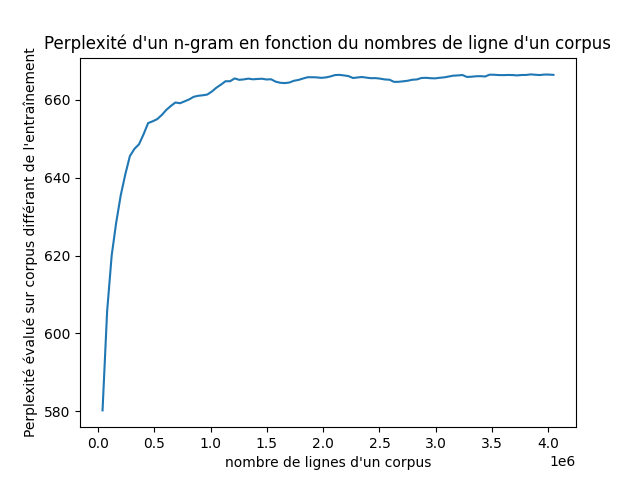 Perplexité d'un n-gram en fonction du nombres de ligne d'un corpus
Perplexité évalué sur corpus différant de l'entraînement
660
640
620
600
580
0.0 0.5 1.0 1.5 2.0 2.5 3.0 3.5 4.0
1e6
nombre de lignes d'un corpus